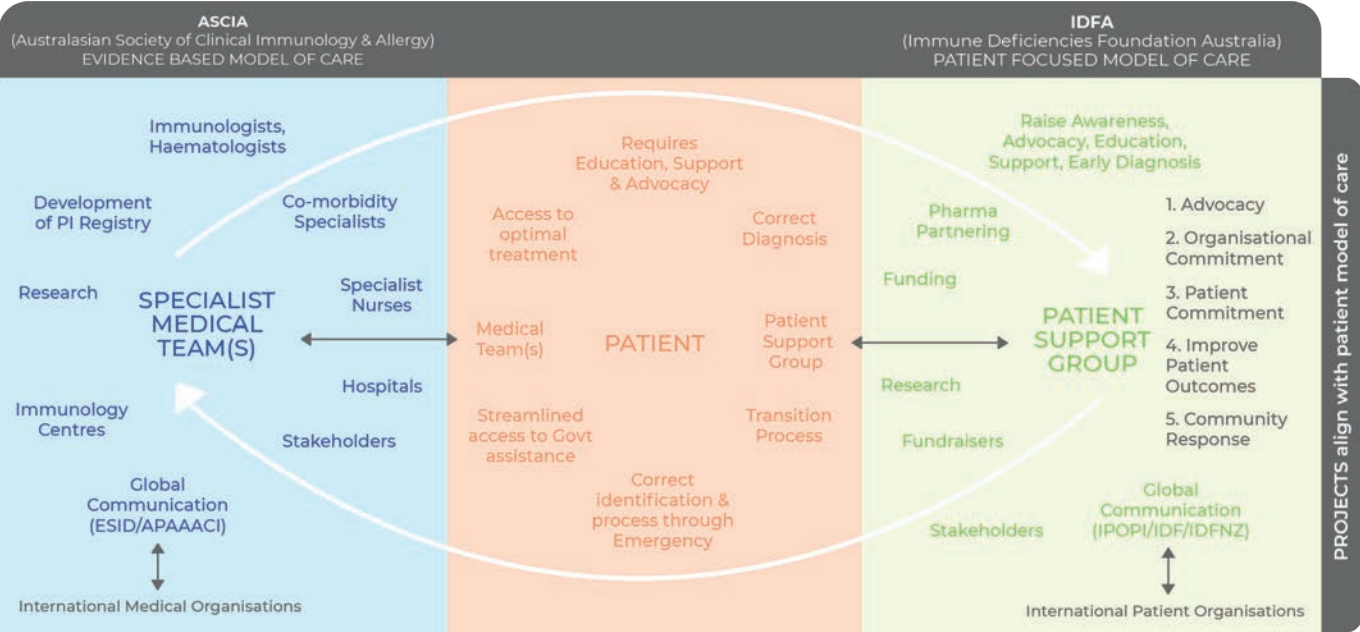 ASCIA
(Australasian Society of Clinical Immunology & Allergy)
EVIDENCE BASED MODEL OF CARE
IDFA
(Immune Deficiencies Foundation Australia)
PATIENT FOCUSED MODEL OF CARE
Immunologists,
Haematologists
Development
of PI Registry
Co-morbidity
Specialists
Research
SPECIALIST
MEDICAL
TEAM(S)
Specialist
Nurses
Hospitals
Immunology
Centres
Stakeholders
Global
Communication
(ESID/APAAACI)
International Medical Organisations
Requires
Education, Support
& Advocacy
Access to
optimal
treatment
Correct
Diagnosis
Medical
Team(s)
PATIENT
Patient
Support
Group
Streamlined
access to Govt
assistance
Transition
Process
Correct
identification &
process through
Emergency
Raise Awareness,
Advocacy, Education,
Support, Early Diagnosis
Pharma
Partnering
Funding
PATIENT
SUPPORT
GROUP
Research
Fundraisers
Stakeholders
1. Advocacy
2. Organisational
Commitment
3. Patient
Commitment
4. Improve
Patient
Outcomes
5. Community
Response
Global
Communication
(IPOPI/IDF/IDFNZ)
International Patient Organisations
PROJECTS align with patient model of care